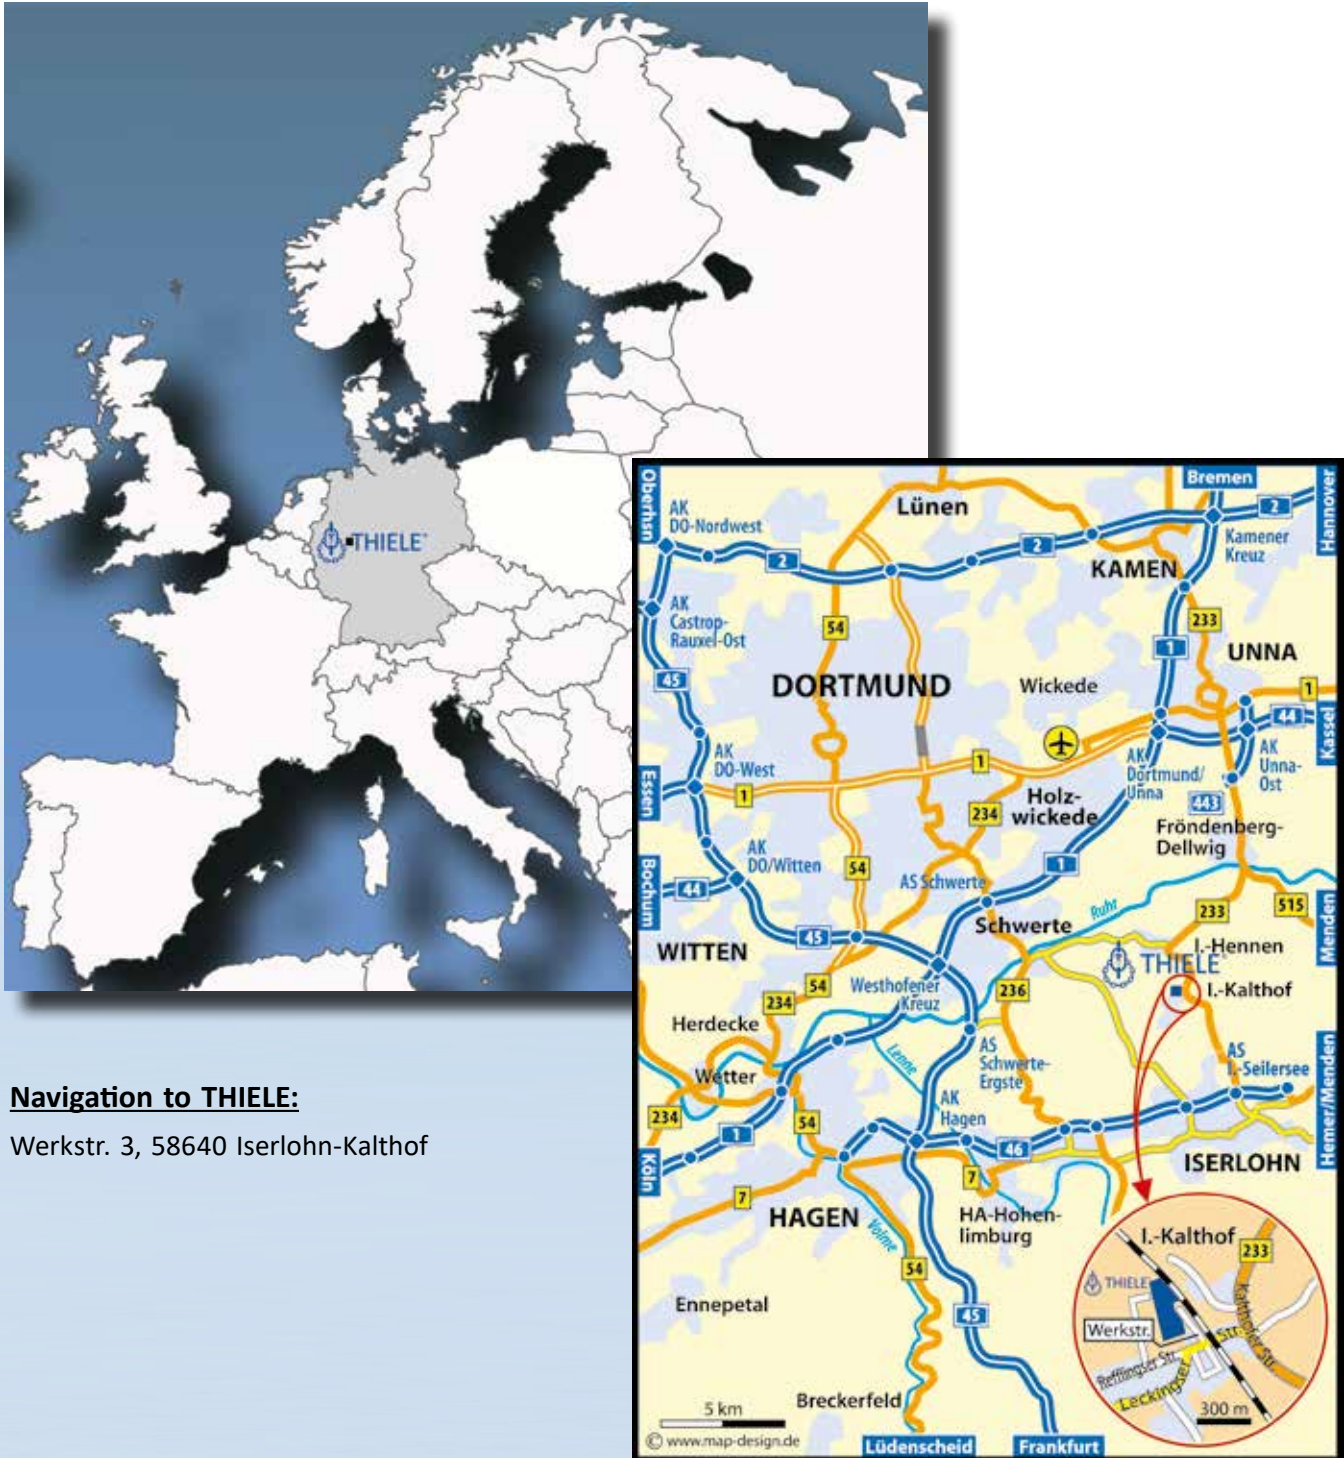 THIELE®
Navigation to THIELE:
Werkstr. 3, 58640 Iserlohn-Kalthof
Oberhsn
Bremen
Hannover
Lünen
AK
DO-Nordwest
2
2
2
Kamener
Kreuz
KAMEN
AK
Castrop-
Rauxel-Ost
54
233
1
UNNA
45
DORTMUND
Wickede
1
44
Kassel
AK
DO-West
1
AK
Dortmund/
Unna
AK
Unna-
Ost
Essen
1
234
Holz-
wickede
443
Fröndenberg-
Dellwig
AK
DO/Witten
54
1
44
AS Schwerte
Bochum
Ruhr
233
515
Menden
Schwerte
WITTEN
45
I.-Hennen
THIELE®
54
Westhofener
Kreuz
236
I.-Kalthof
234
Herdecke
Lenne
AS
Schwerte-
Ergste
AS
I.-Seilersee
Wetter
AK
Hagen
Hemer/Menden
234
54
1
46
Köln
ISERLOHN
7
7
HAGEN
HA-Hohen-
limburg
Volme
54
I.-Kalthof
233
THIELE
Kalthofer Str.
Ennepetal
45
Werkstr.
Refflingser Str.
Leckingser Str.
Breckerfeld
5 km
300 m
© www.map-design.de
Lüdenscheid
Frankfurt